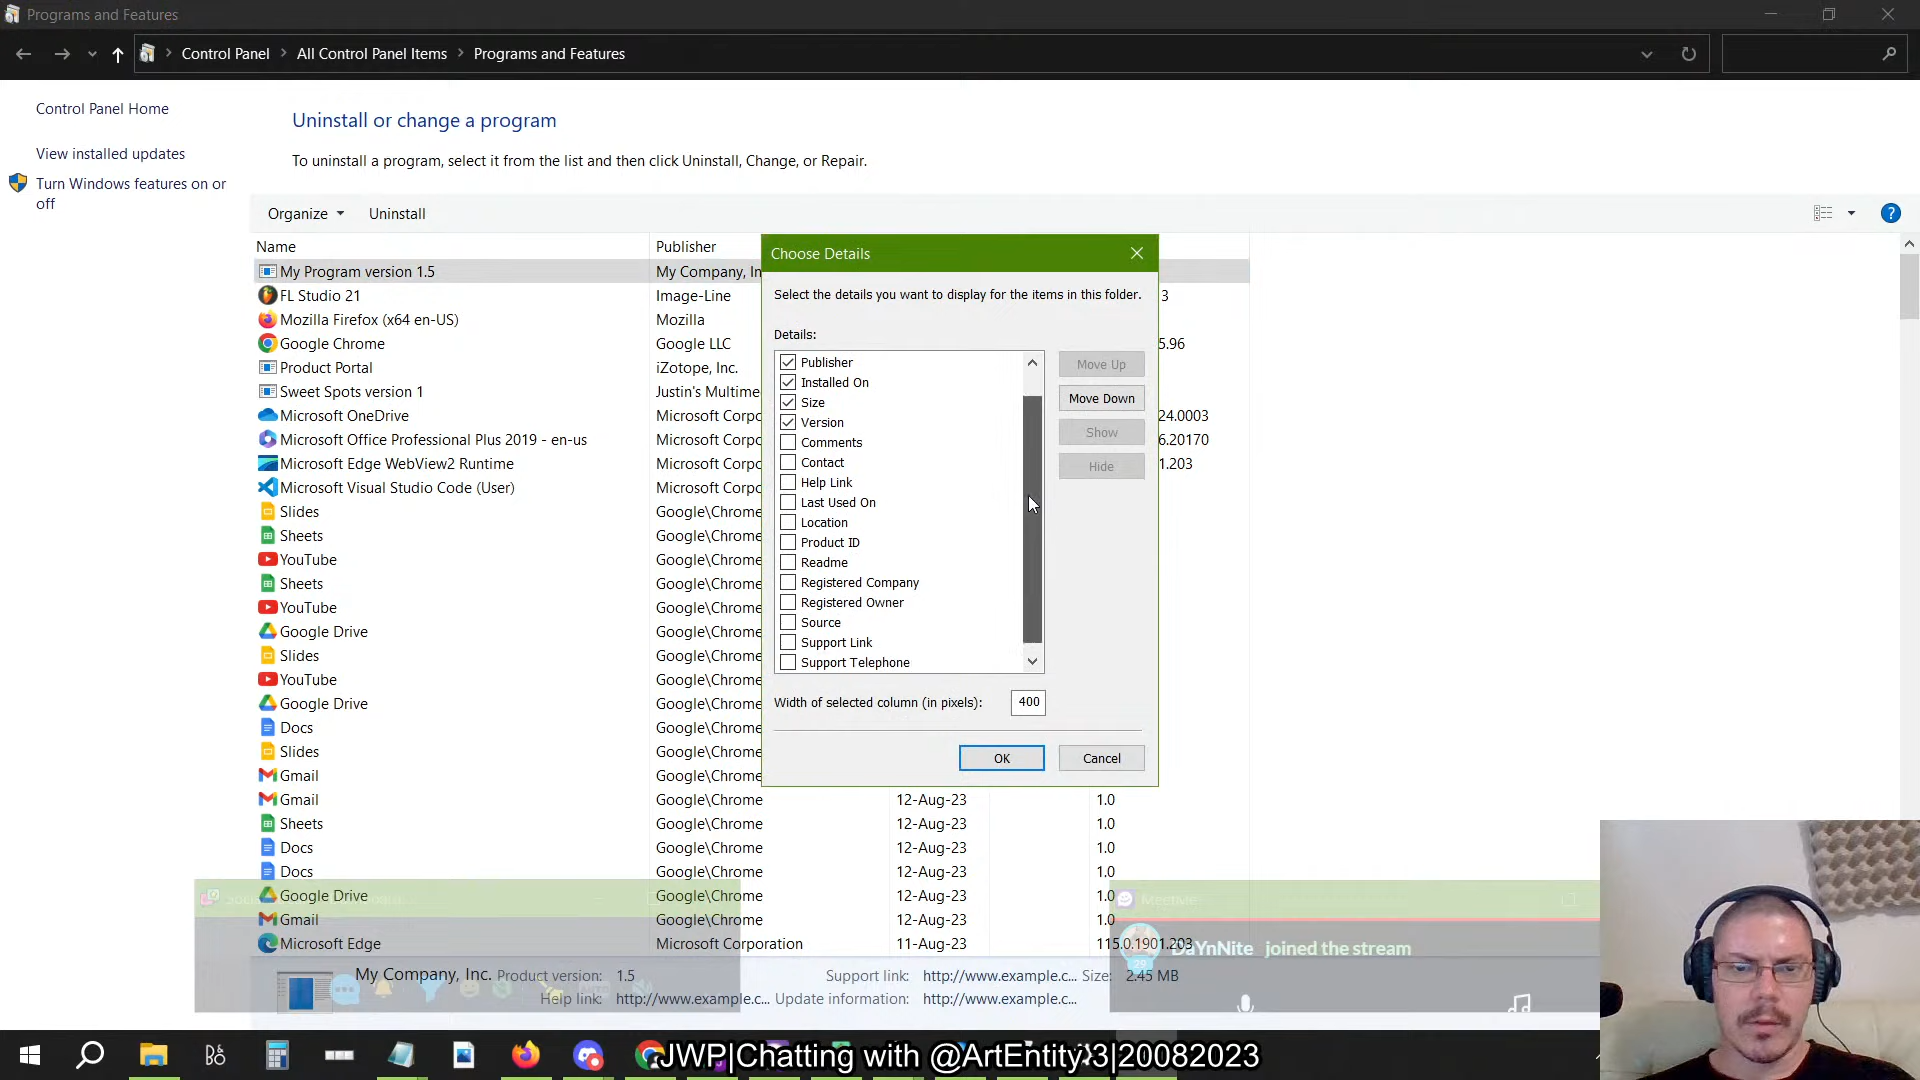 Programs and Features
Control Panel > All Control Panel Items > Programs and Features
Control Panel Home
View installed updates
Turn Windows features on or
off
Uninstall or change a program
To uninstall a program, select it from the list and then click Uninstall, Change, or Repair.
Organize Uninstall
Name Publisher
My Program version 1.5 My Company, In
FL Studio 21 Image-Line 3
Mozilla Firefox (x64 en-US) Mozilla
Google Chrome Google LLC 5.96
Product Portal iZotope, Inc.
Sweet Spots version 1 Justin's Multime
Microsoft OneDrive Microsoft Corpo 24.0003
Microsoft Office Professional Plus 2019 - en-us Microsoft Corpo 6.20170
Microsoft Edge WebView2 Runtime Microsoft Corpo 1.203
Microsoft Visual Studio Code (User) Microsoft Corpo
Slides Google\Chrome
Sheets Google\Chrome
YouTube Google\Chrome
Sheets Google\Chrome
YouTube Google\Chrome
Google Drive Google\Chrome
Slides Google\Chrome
YouTube Google\Chrome
Google Drive Google\Chrome
Docs Google\Chrome
Slides Google\Chrome
Gmail Google\Chrome
Gmail Google\Chrome 12-Aug-23 1.0
Sheets Google\Chrome 12-Aug-23 1.0
Docs Google\Chrome 12-Aug-23 1.0
Docs Google\Chrome 12-Aug-23 1.0
Google Drive Google\Chrome 12-Aug-23 1.0
Gmail Google\Chrome 12-Aug-23 1.0
Microsoft Edge Microsoft Corporation 11-Aug-23 115.0.1901.203
Choose Details
Select the details you want to display for the items in this folder.
Details:
Publisher
Installed On
Size
Version
Comments
Contact
Help Link
Last Used On
Location
Product ID
Readme
Registered Company
Registered Owner
Source
Support Link
Support Telephone
Move Up
Move Down
Show
Hide
Width of selected column (in pixels): 400
OK Cancel
DaYnNite joined the stream
29
My Company, Inc. Product version: 1.5 Support link: http://www.example.c... Size: 2.45 MB
Help link: http://www.example.c... Update information: http://www.example.c...
JWP|Chatting with @ArtEntity:3|20082023